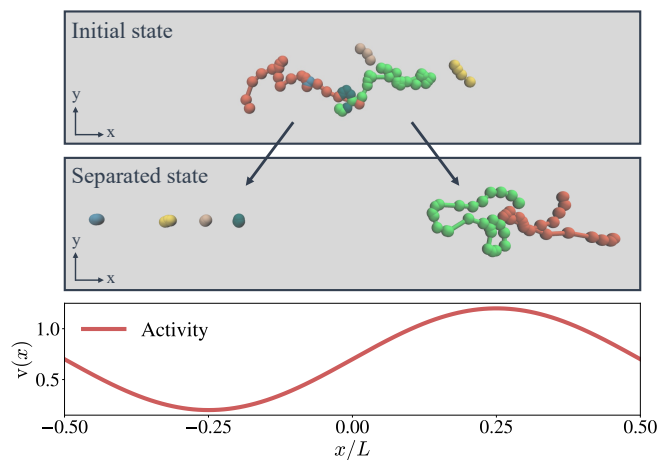 Initial state
y
x
Separated state
y
x
v(x)
1.0
0.5
Activity
−0.50 −0.25 0.00 0.25 0.50
x/L